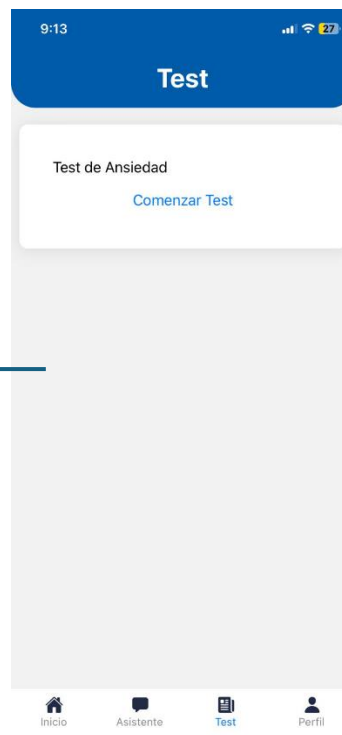 9:13
27
Test
Test de Ansiedad
Comenzar Test
Inicio Asistente Test Perfil